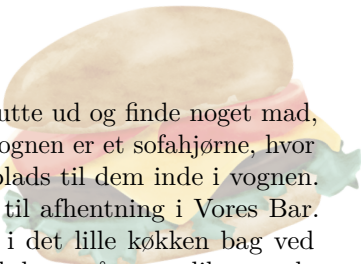 utte ud og finde noget mad,
ognen er et sofahjørne, hvor
plads til dem inde i vognen.
til afhentning i Vores Bar.
i det lille køkken bag ved